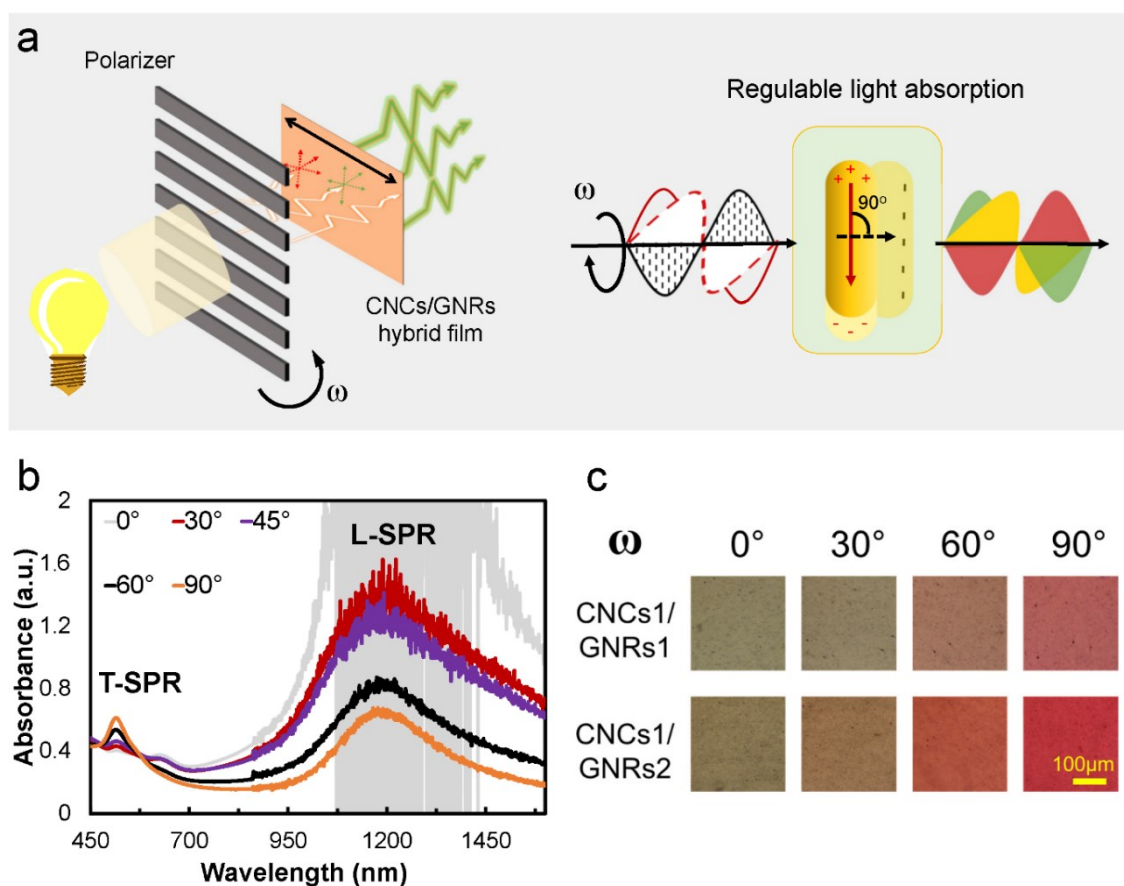 a
Polarizer
CNCs/GNRs
hybrid film
ω
Regulable light absorption
ω
+ + +
+ +
90°
- - -
b
Absorbance (a.u.)
2
1.6
1.2
0.8
0.4
0
0° 30° 45°
60° 90°
L-SPR
T-SPR
450 700 950 1200 1450
Wavelength (nm)
c
ω 0° 30° 60° 90°
CNCs1/
GNRs1
CNCs1/
GNRs2
100μm